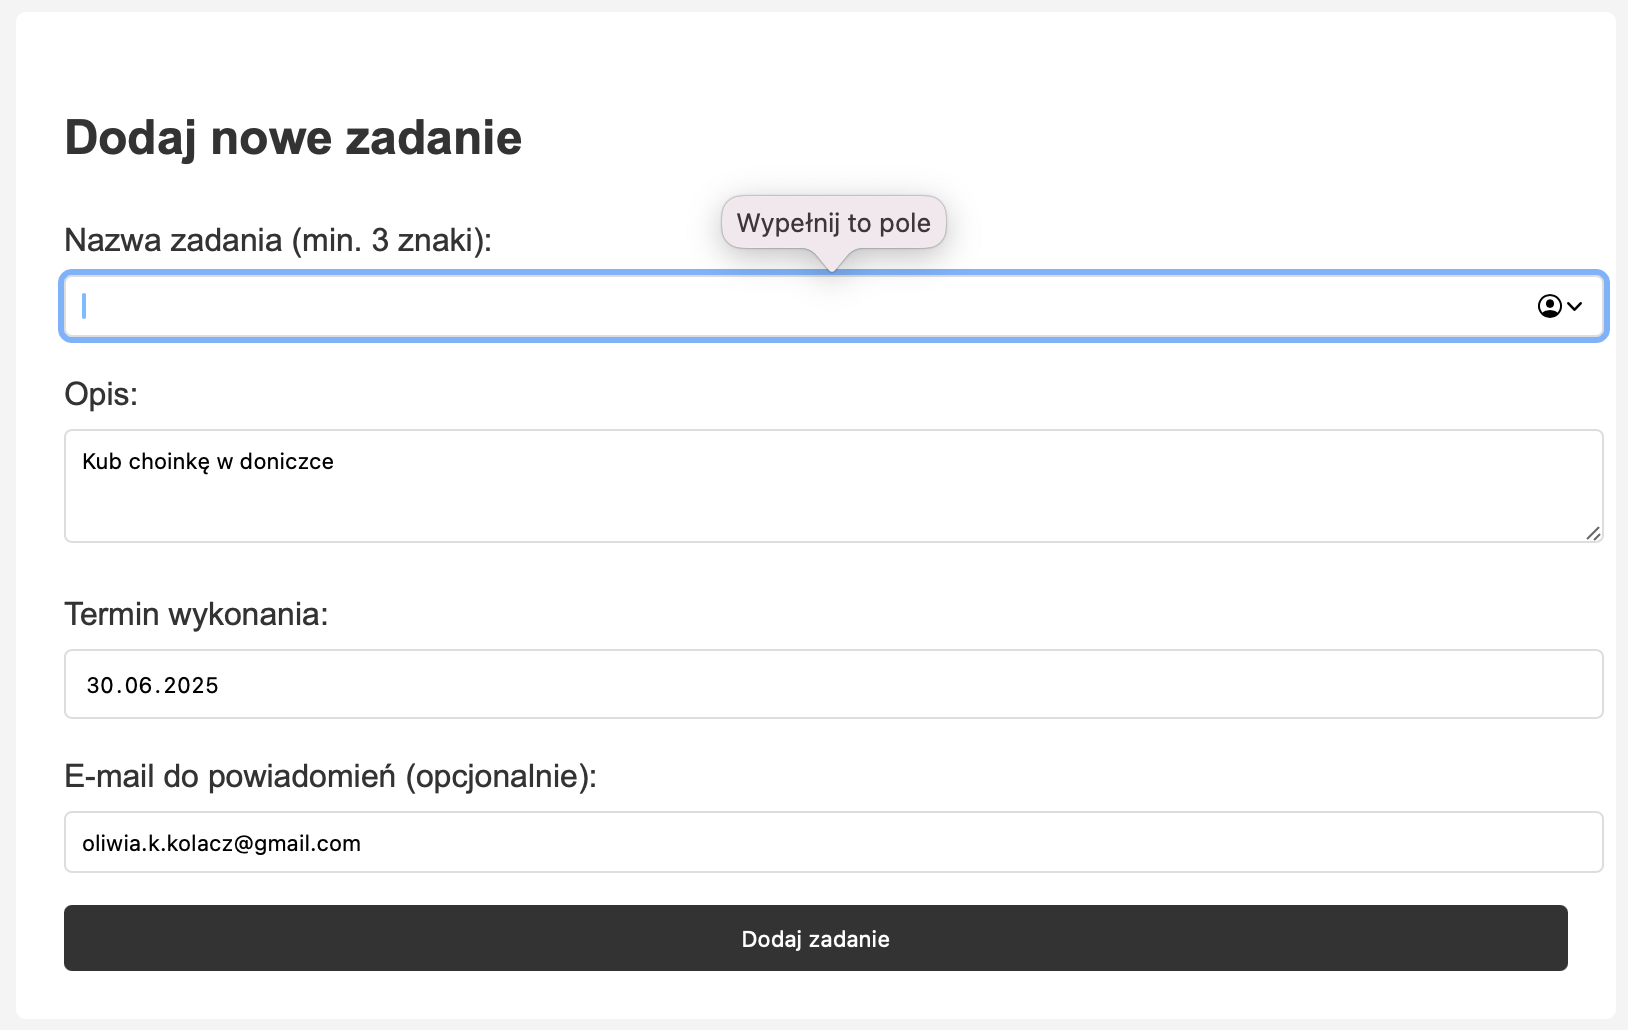 Dodaj nowe zadanie
Wypełnij to pole
Nazwa zadania (min. 3 znaki):
Opis:
Kub choinkę w doniczce
Termin wykonania:
30.06.2025
E-mail do powiadomień (opcjonalnie):
oliwia.k.kolacz@gmail.com
Dodaj zadanie